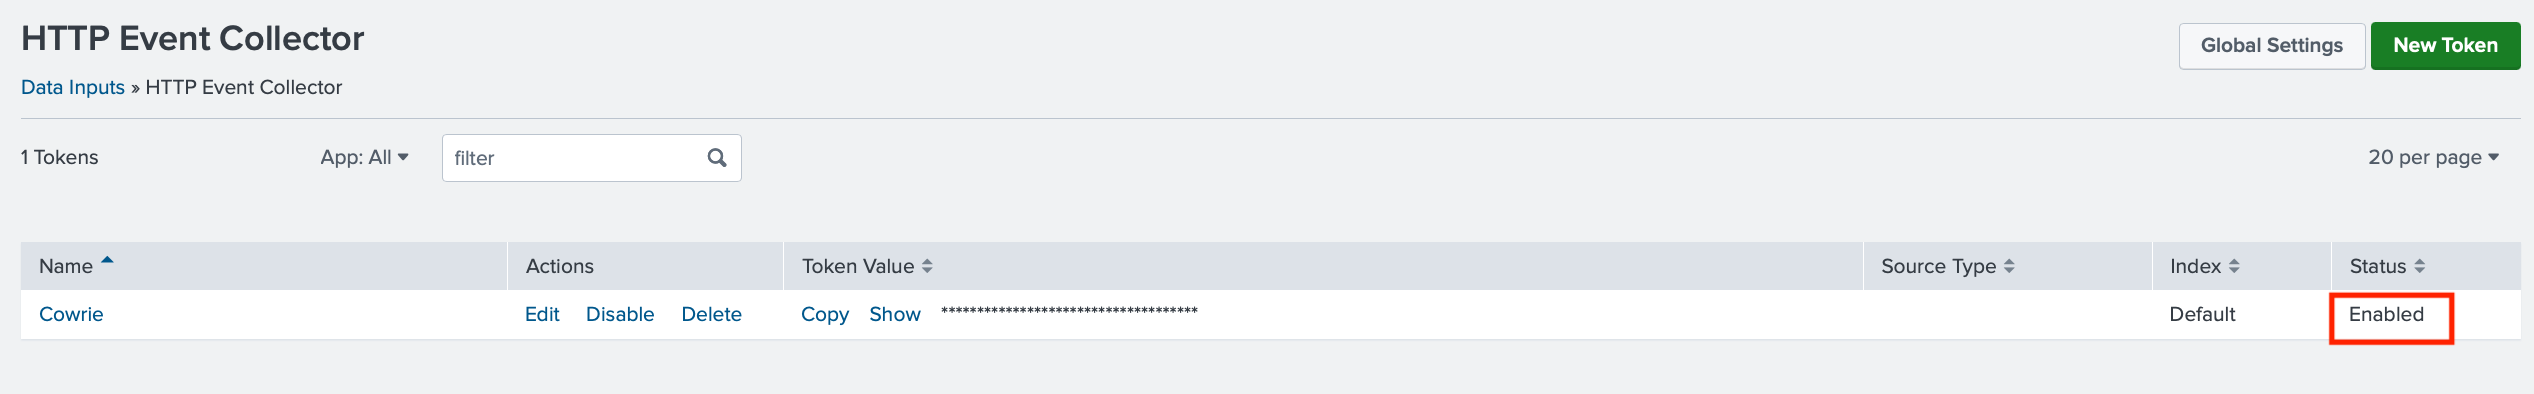 HTTP Event Collector
Global Settings New Token
Data Inputs » HTTP Event Collector
1 Tokens App: All filter 20 per page
Name Actions Token Value Source Type Index Status
Cowrie Edit Disable Delete Copy Show ************************************ Default Enabled